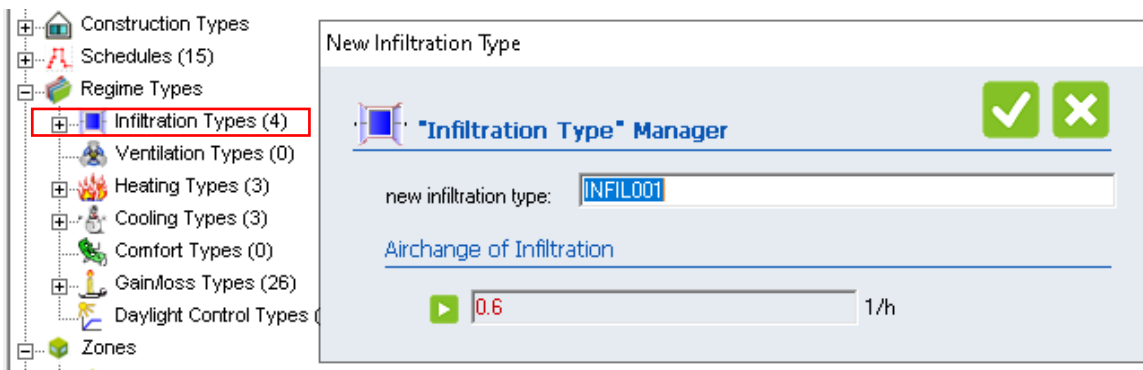 Construction Types
Schedules (15)
Regime Types
Infiltration Types (4)
Ventilation Types (0)
Heating Types (3)
Cooling Types (3)
Comfort Types (0)
Gain/loss Types (26)
Daylight Control Types (
Zones
New Infiltration Type
"Infiltration Type" Manager
new infiltration type: INFIL001
Airchange of Infiltration
0.6 1/h